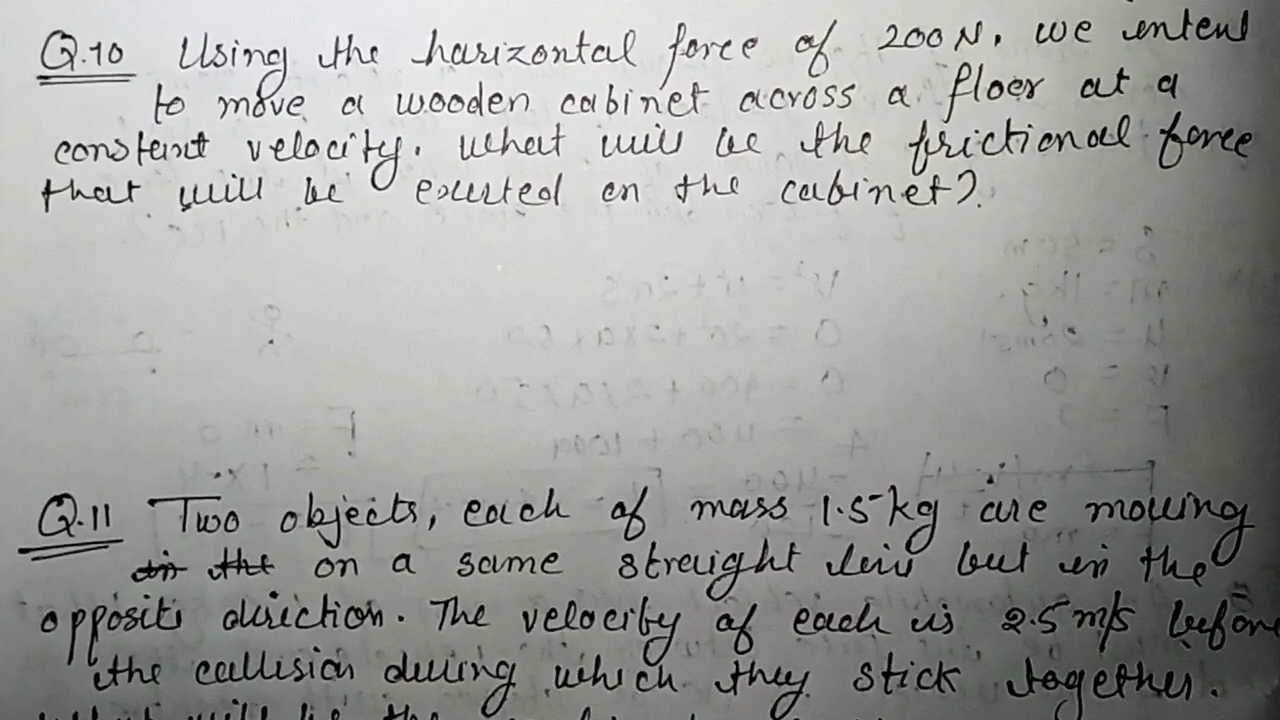 Q.10 Using the harizontal force of 200 N, we intend
to move a wooden cabinet across a floor at a
constant velocity. What will be the frictional force
that will be exerted on the cabinet?
Q.11 Two objects, each of mass 1.5 kg are moving
on a same straight line but in the
opposite direction. The velocity of each is 2.5 m/s before
the collision during which they stick together.